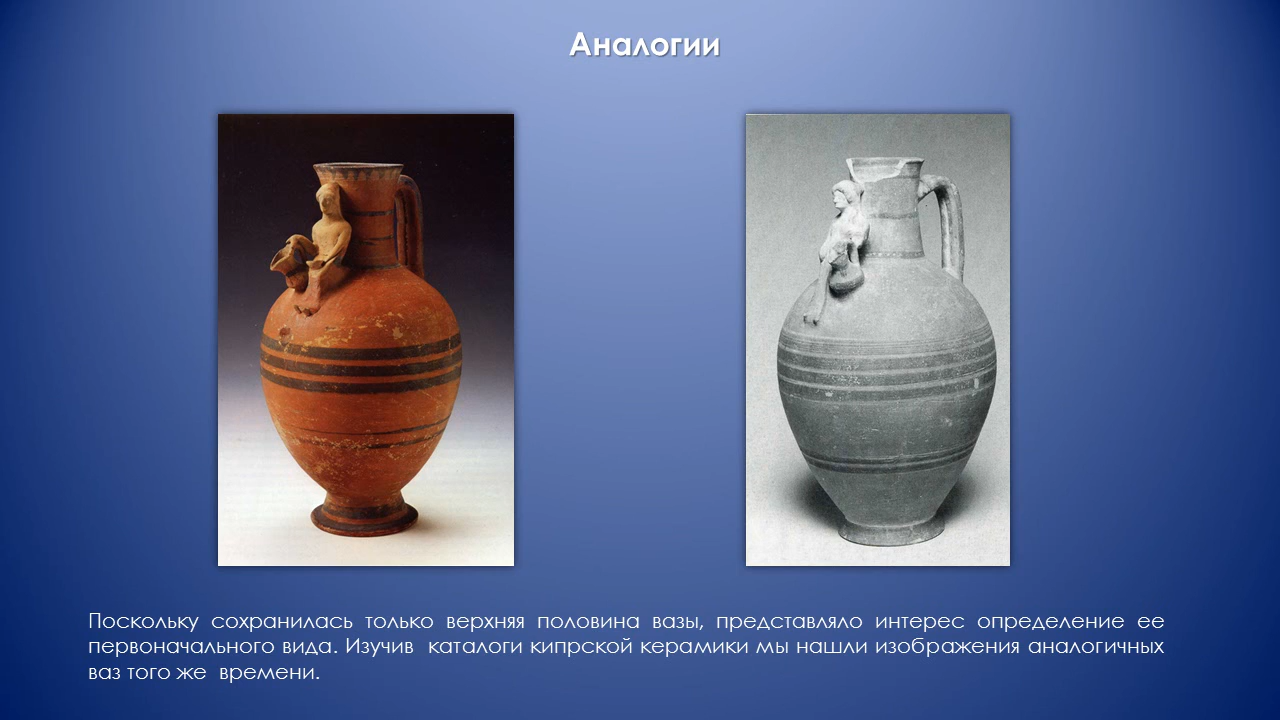 Аналогии
Поскольку сохранилась только верхняя половина вазы, представляло интерес определение ее
первоначального вида. Изучив каталоги кипрской керамики мы нашли изображения аналогичных
ваз того же времени.